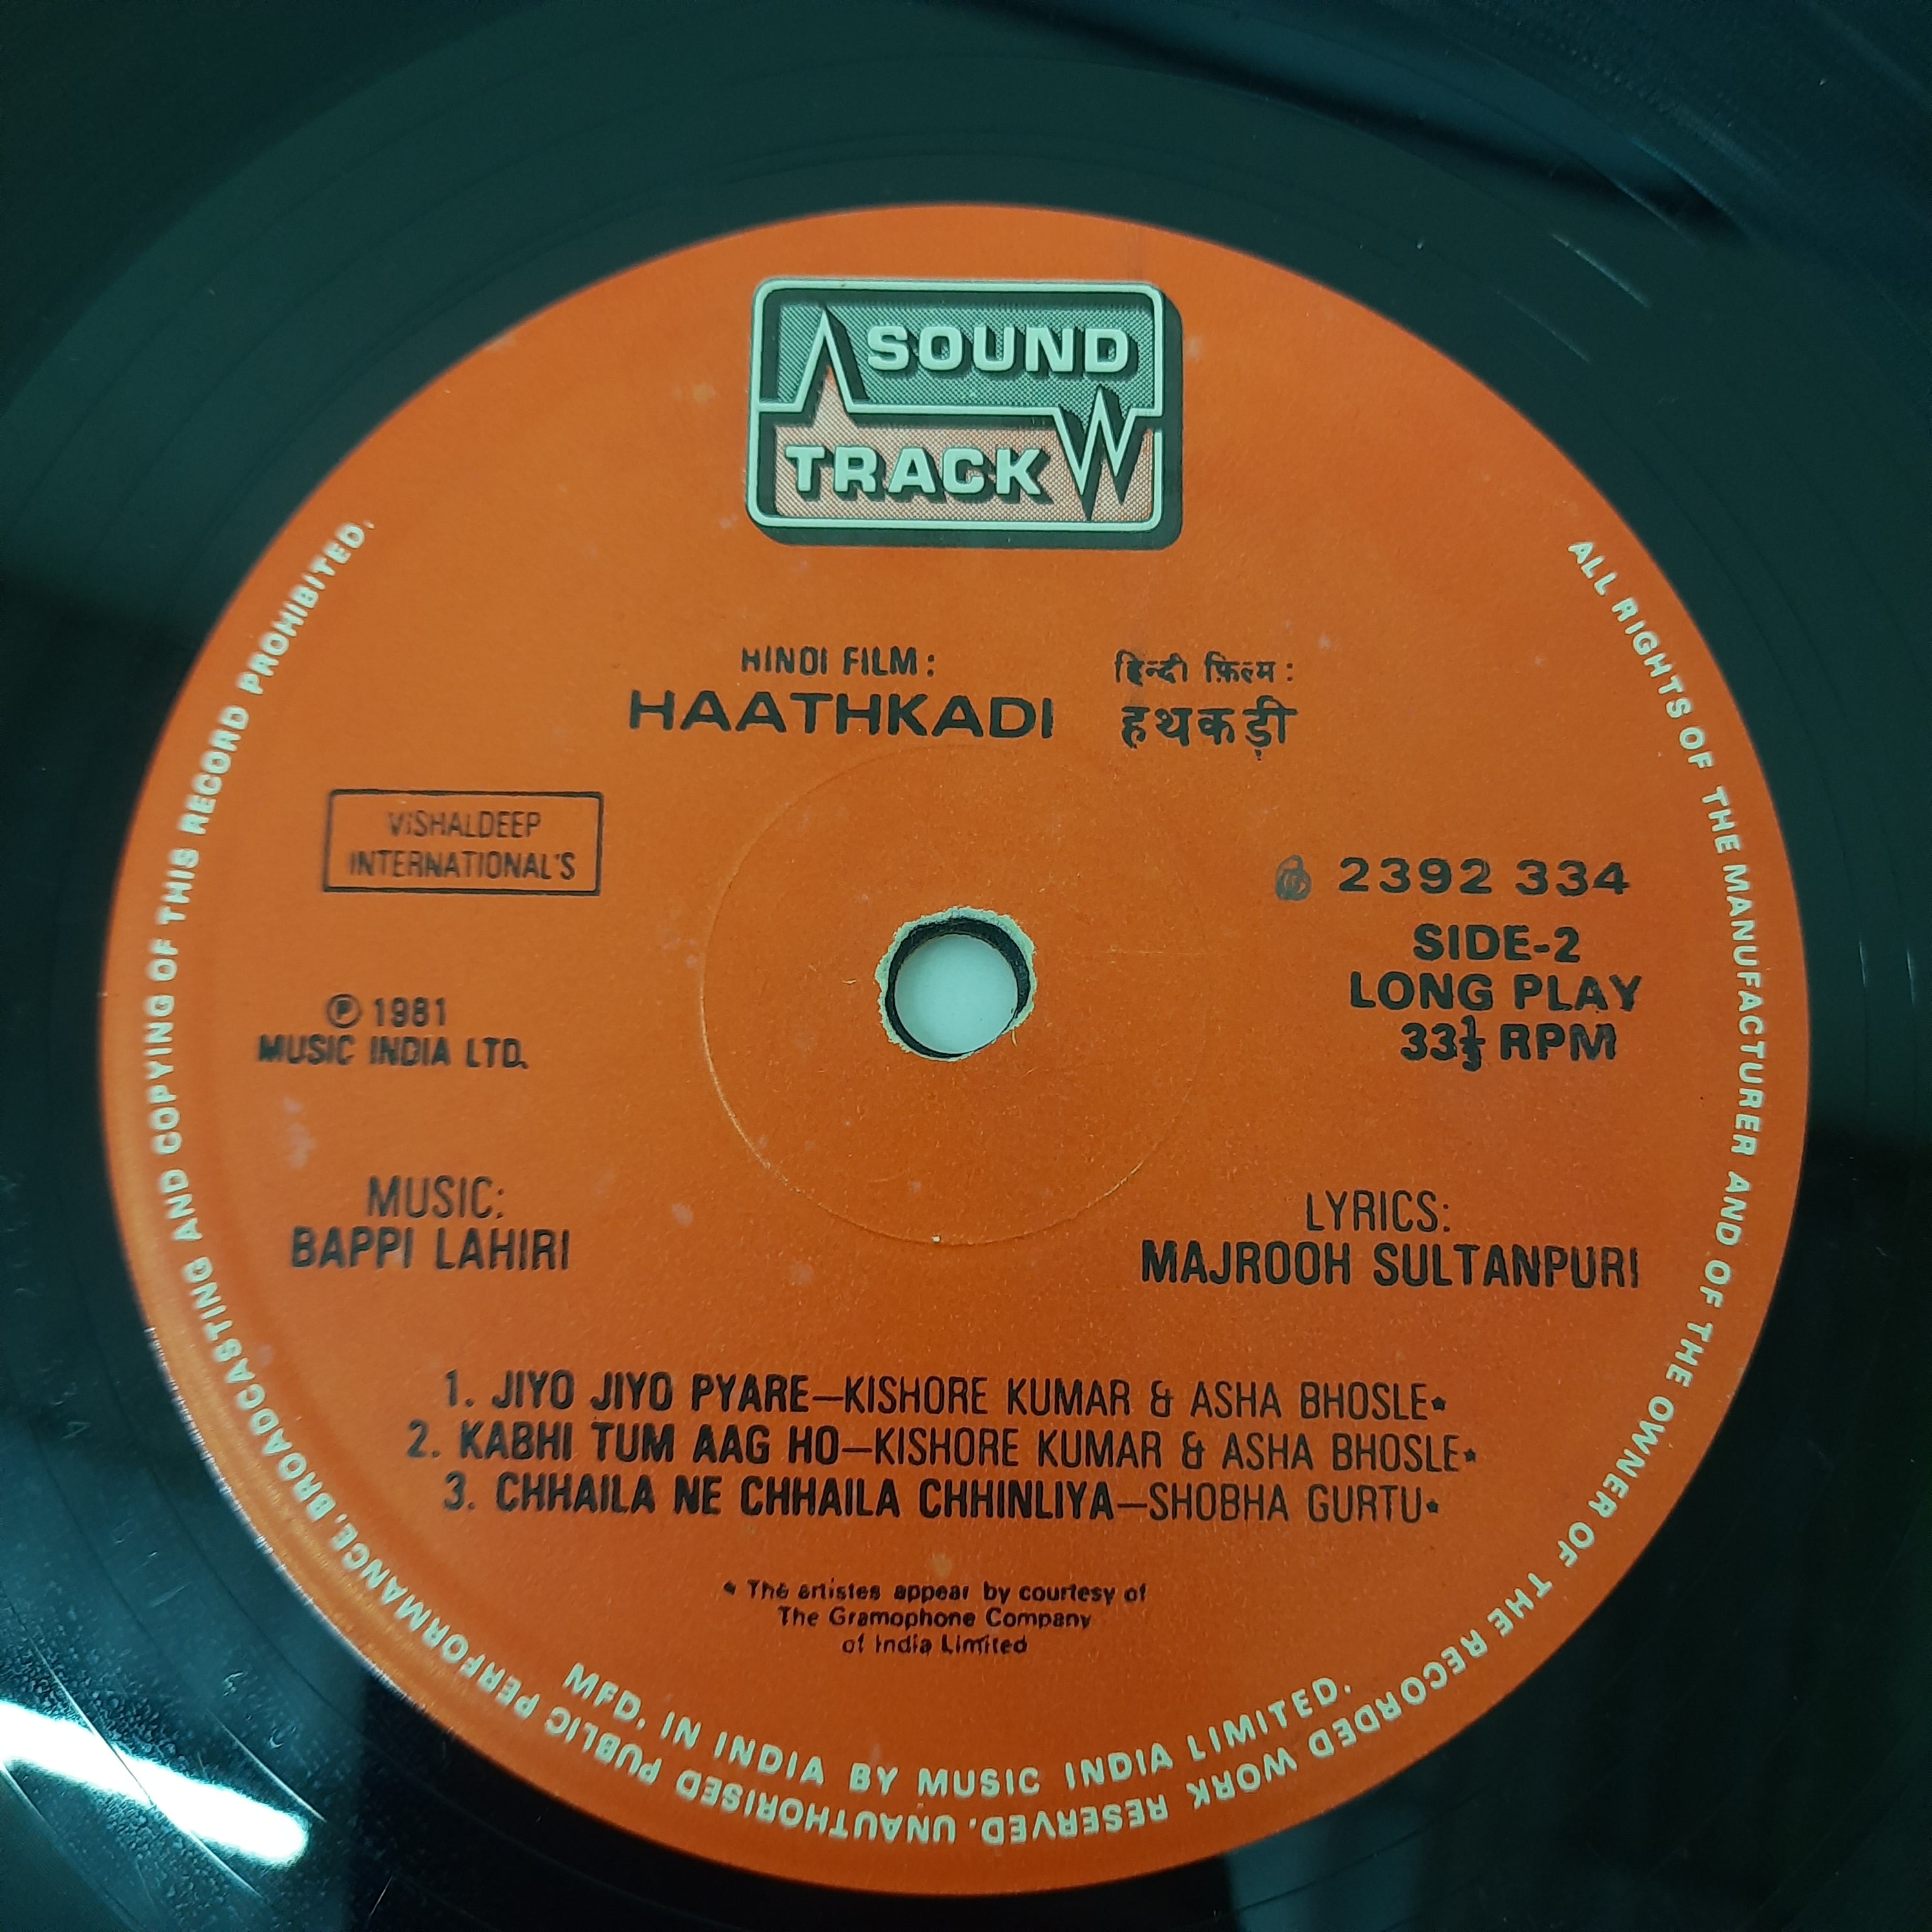 SOUND
TRACK
HINDI FILM:
HAATHKADI
हिन्दी फ़िल्म:
हथकड़ी
VISHALDEEP
INTERNATIONAL'S
2392 334
SIDE-2
LONG PLAY
33⅓ RPM
Ⓟ 1981
MUSIC INDIA LTD.
MUSIC:
BAPPI LAHIRI
LYRICS:
MAJROOH SULTANPURI
1. JIYO JIYO PYARE—KISHORE KUMAR & ASHA BHOSLE*
2. KABHI TUM AAG HO—KISHORE KUMAR & ASHA BHOSLE*
3. CHHAILA NE CHHAILA CHHINLIYA—SHOBHA GURTU*
* The artistes appear by courtesy of
The Gramophone Company
of India Limited
MFD. IN INDIA BY MUSIC INDIA LIMITED.
ALL RIGHTS OF THE MANUFACTURER AND OF THE OWNER OF THE RECORDED WORK RESERVED. UNAUTHORISED PUBLIC PERFORMANCE, BROADCASTING AND COPYING OF THIS RECORD PROHIBITED.